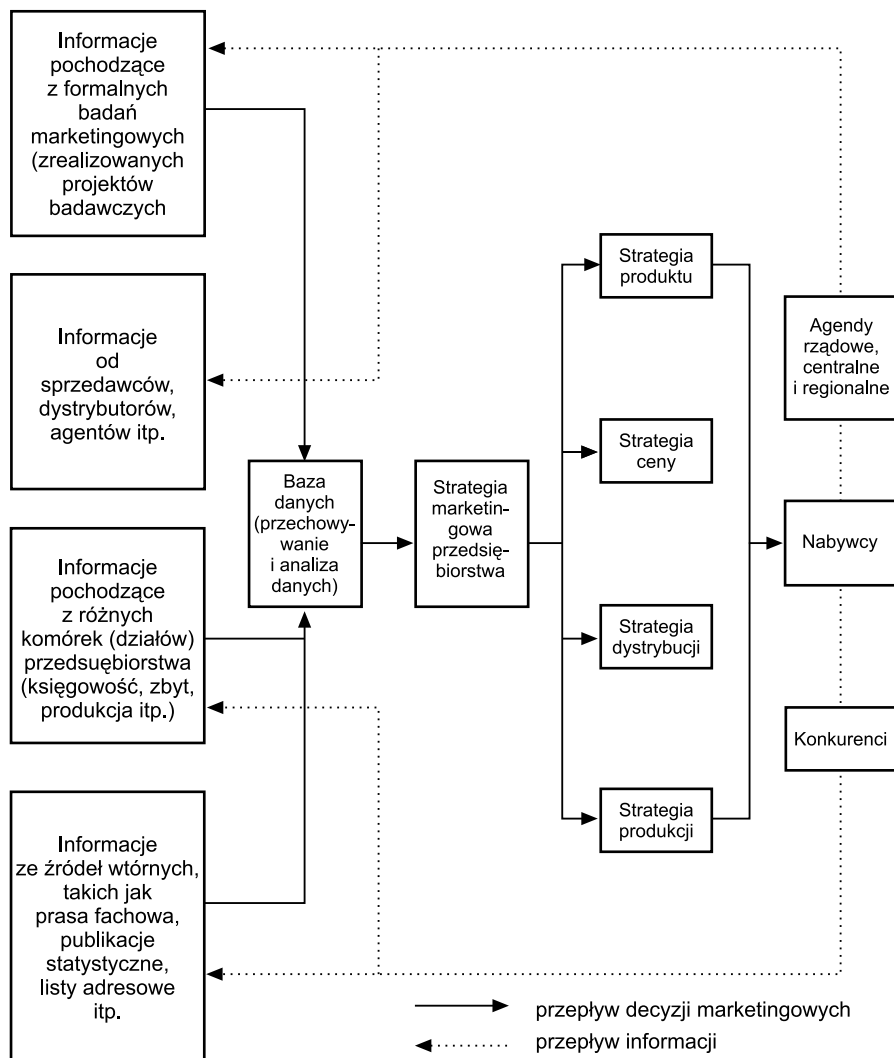 Informacje
pochodzące
z formalnych
badań
marketingowych
(zrealizowanych
projektów
badawczych
Informacje
od
sprzedawców,
dystrybutorów,
agentów itp.
Informacje
pochodzące
z różnych
komórek (działów)
przedsuębiorstwa
(księgowość, zbyt,
produkcja itp.)
Informacje
ze źródeł wtórnych,
takich jak
prasa fachowa,
publikacje
statystyczne,
listy adresowe
itp.
Baza
danych
(przechowy-
wanie
i analiza
danych)
Strategia
marketin-
gowa
przedsię-
biorstwa
Strategia
produktu
Strategia
ceny
Strategia
dystrybucji
Strategia
produkcji
Agendy
rządowe,
centralne
i regionalne
Nabywcy
Konkurenci
przepływ decyzji marketingowych
przepływ informacji